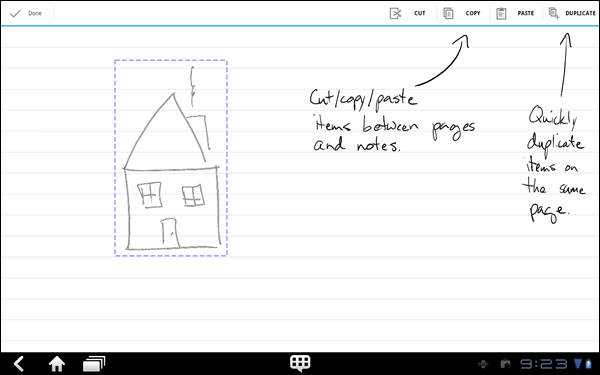 Done
CUT
COPY
PASTE
DUPLICATE
Cut/copy/paste
items between pages
and notes.
Quickly
duplicate
items on
the same
page.
9:23